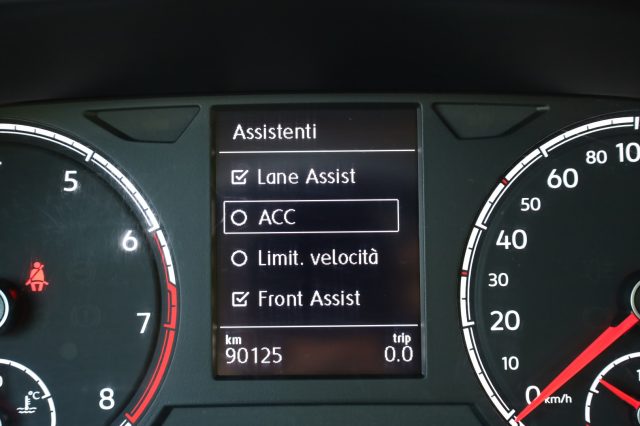 Assistenti
Lane Assist
ACC
Limit. velocità
Front Assist
km trip
90125 0.0
5
6
7
8
°C
0
10
20
30
40
50
60
80
km/h